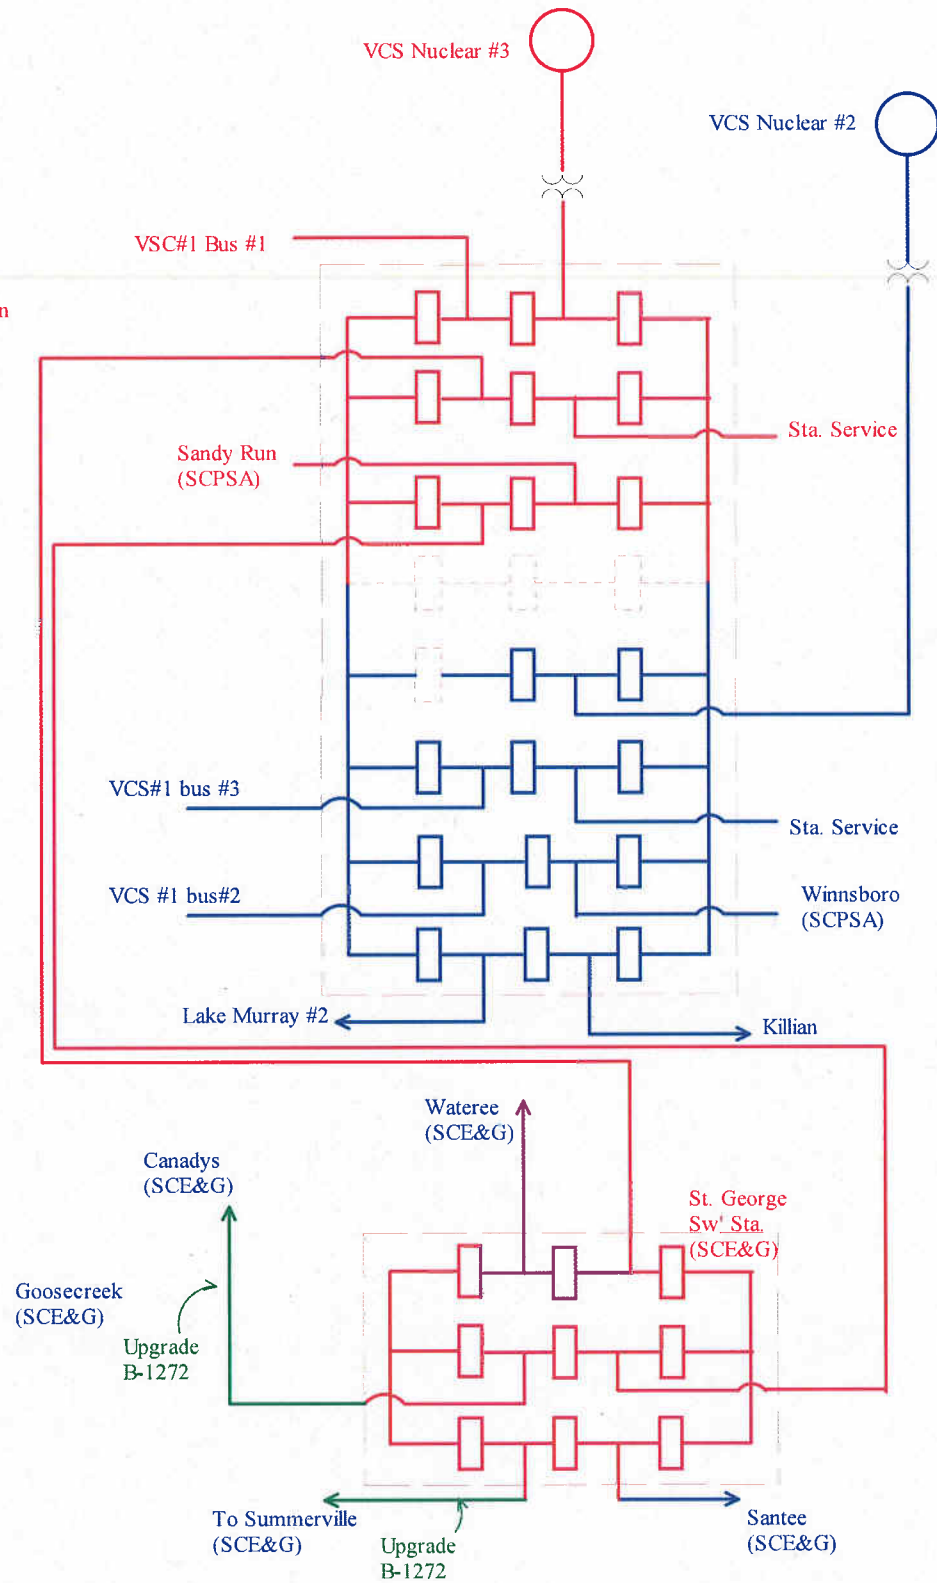 VCS Nuclear #3
VCS Nuclear #2
VSC#1 Bus #1
n
Sta. Service
Sandy Run
(SCPSA)
VCS#1 bus #3
Sta. Service
VCS #1 bus#2
Winnsboro
(SCPSA)
Lake Murray #2
Killian
Wateree
(SCE&G)
Canadys
(SCE&G)
St. George
Sw' Sta.
(SCE&G)
Goosecreek
(SCE&G)
Upgrade
B-1272
To Summerville
(SCE&G)
Upgrade
B-1272
Santee
(SCE&G)